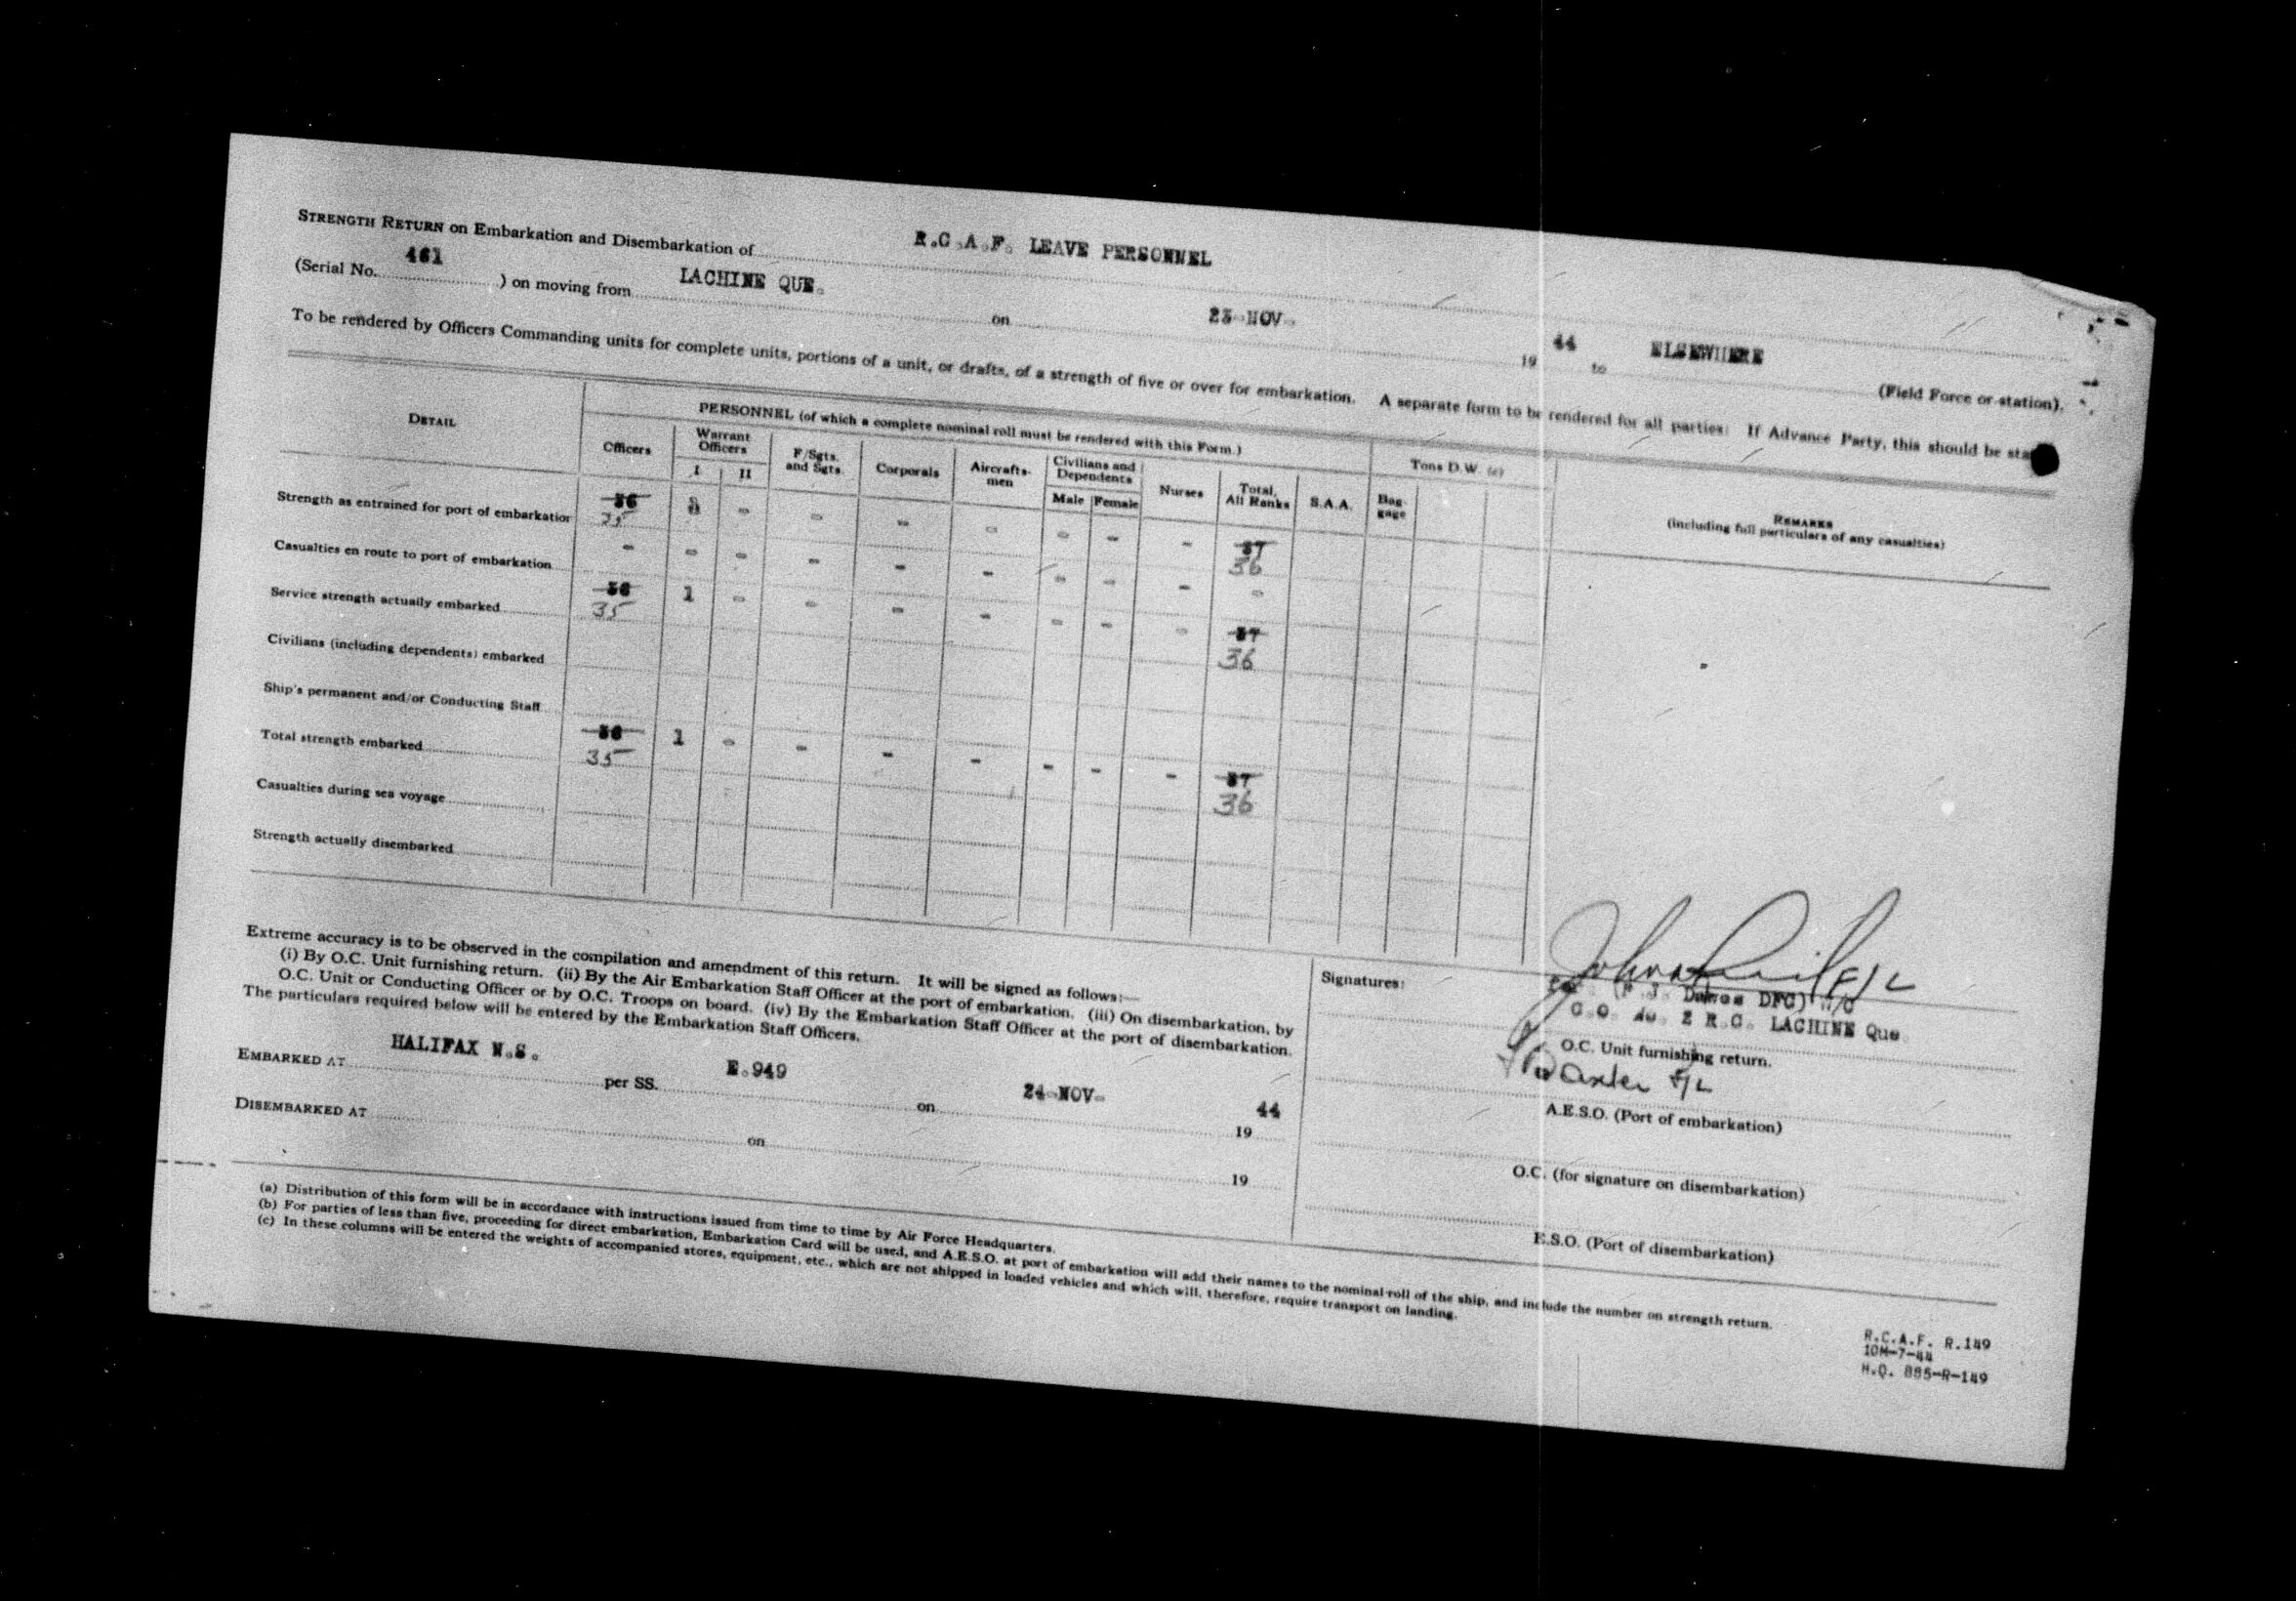 STRENGTH RETURN on Embarkation and Disembarkation of R.C.A.F. LEAVE PERSONNEL
(Serial No. 461 ) on moving from LACHINE QUE. on 23-NOV- 19 44 to ELSEWHERE (Field Force or station).
To be rendered by Officers Commanding units for complete units, portions of a unit, or drafts, of a strength of five or over for embarkation. A separate form to be rendered for all parties: If Advance Party, this should be sta
DETAIL
PERSONNEL (of which a complete nominal roll must be rendered with this Form.)
Tons D.W. (c)
REMARKS
(including full particulars of any casualties)
Officers
Warrant Officers
I II
F/Sgts. and Sgts.
Corporals
Aircrafts-men
Civilians and Dependents
Male Female
Nurses
Total, All Ranks
S.A.A.
Bag-gage
Strength as entrained for port of embarkation 36 - - - - - - - 37
35 36
Casualties en route to port of embarkation - - - - - - - - - -
Service strength actually embarked 36 1 - - - - - - - 37
35 36
Civilians (including dependents) embarked
Ship's permanent and/or Conducting Staff
Total strength embarked 36 1 - - - - - - - 37
35 36
Casualties during sea voyage
Strength actually disembarked
Extreme accuracy is to be observed in the compilation and amendment of this return. It will be signed as follows:—
(i) By O.C. Unit furnishing return. (ii) By the Air Embarkation Staff Officer at the port of embarkation. (iii) On disembarkation, by
O.C. Unit or Conducting Officer or by O.C. Troops on board. (iv) By the Embarkation Staff Officer at the port of disembarkation.
The particulars required below will be entered by the Embarkation Staff Officers.
EMBARKED AT HALIFAX N.S. per SS. E.949 on 24-NOV- 19 44
DISEMBARKED AT on 19
Signatures:
F/L
DFC) W/C
C.O. No. 2 R.C. LACHINE Que
O.C. Unit furnishing return.
F/L
A.E.S.O. (Port of embarkation)
O.C. (for signature on disembarkation)
E.S.O. (Port of disembarkation)
(a) Distribution of this form will be in accordance with instructions issued from time to time by Air Force Headquarters.
(b) For parties of less than five, proceeding for direct embarkation, Embarkation Card will be used, and A.E.S.O. at port of embarkation will add their names to the nominal roll of the ship, and include the number on strength return.
(c) In these columns will be entered the weights of accompanied stores, equipment, etc., which are not shipped in loaded vehicles and which will, therefore, require transport on landing.
R.C.A.F. R.149
10M-7-44
H.Q. 885-R-149